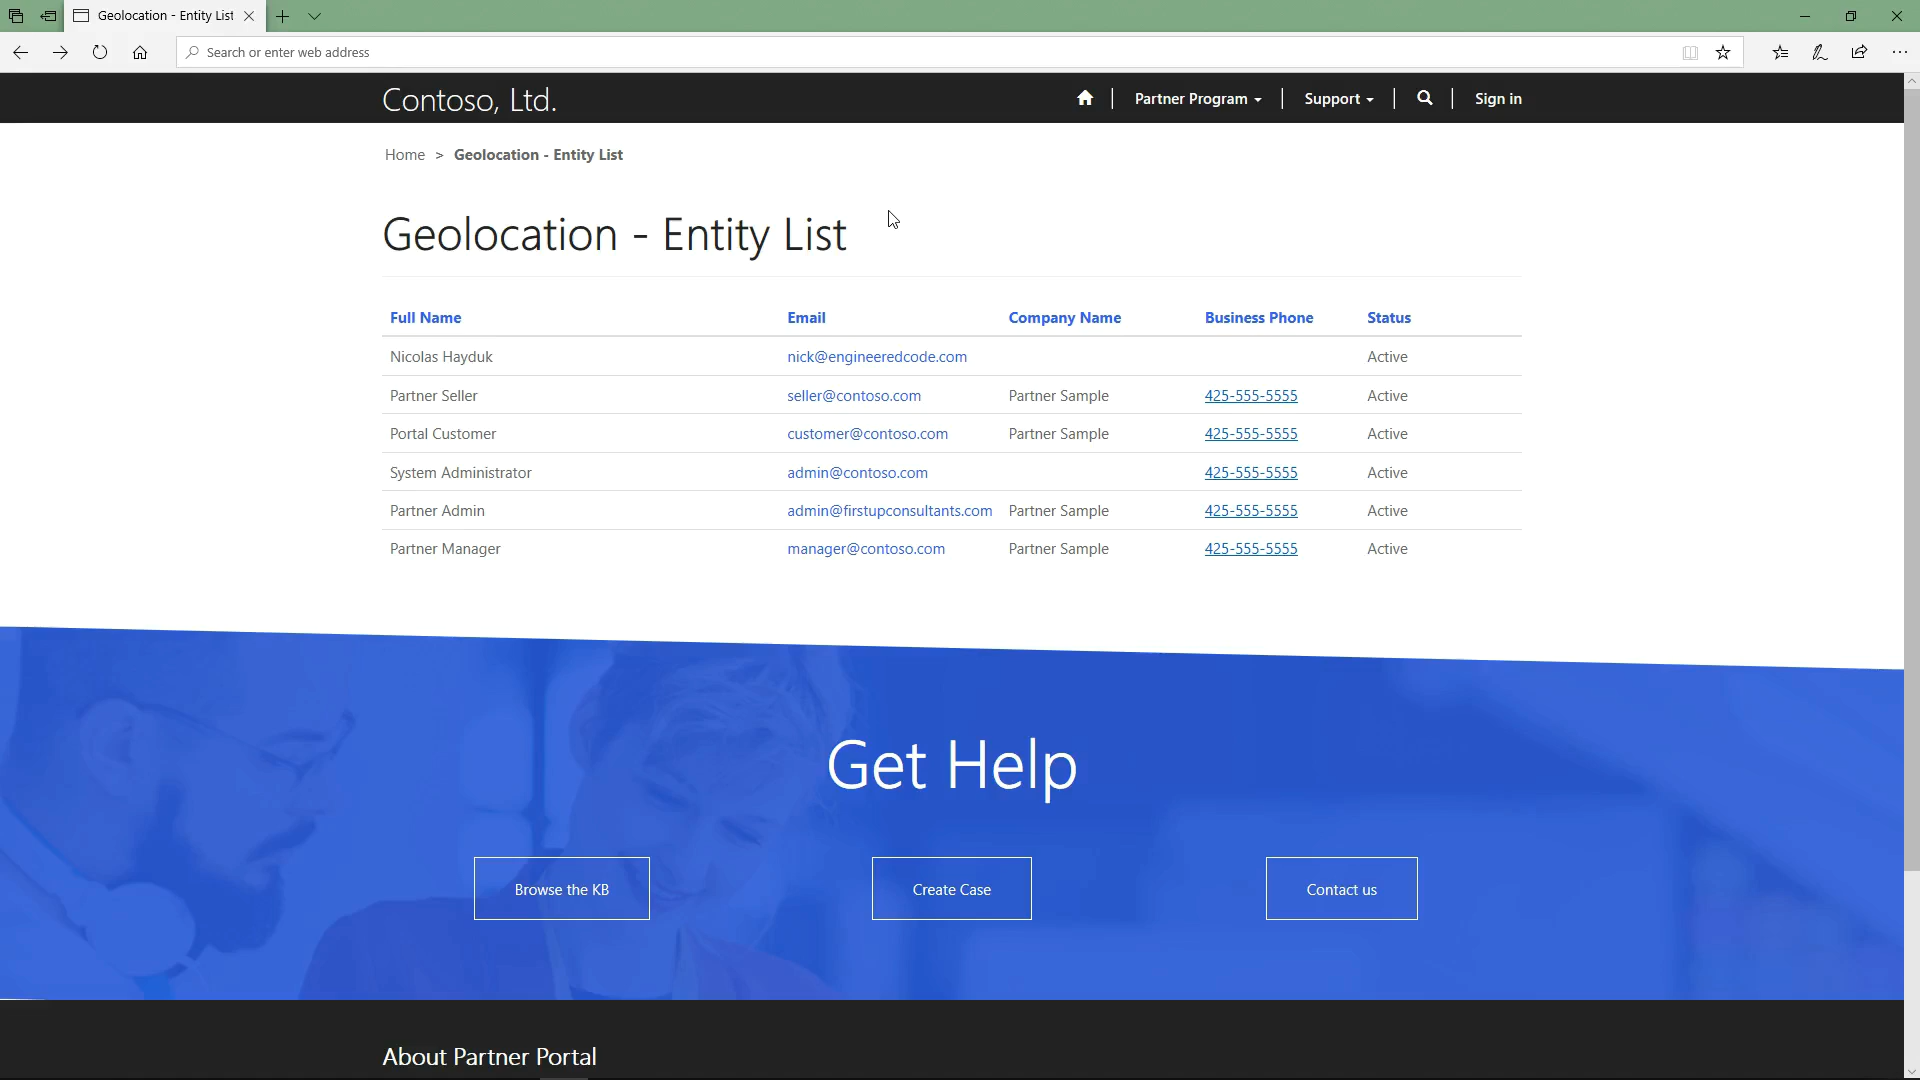 Geolocation - Entity List
Search or enter web address
Contoso, Ltd.
Partner Program
Support
Sign in
Home > Geolocation - Entity List
Geolocation - Entity List
Full Name Email Company Name Business Phone Status
Nicolas Hayduk nick@engineeredcode.com Active
Partner Seller seller@contoso.com Partner Sample 425-555-5555 Active
Portal Customer customer@contoso.com Partner Sample 425-555-5555 Active
System Administrator admin@contoso.com 425-555-5555 Active
Partner Admin admin@firstupconsultants.com Partner Sample 425-555-5555 Active
Partner Manager manager@contoso.com Partner Sample 425-555-5555 Active
Get Help
Browse the KB
Create Case
Contact us
About Partner Portal